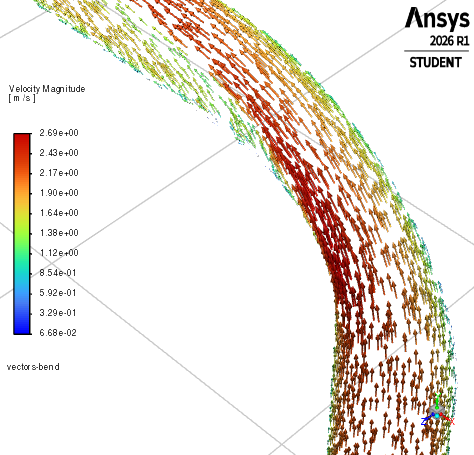 Ansys
2026 R1
STUDENT
Velocity Magnitude
[ m/s ]
2.69e+00
2.43e+00
2.17e+00
1.90e+00
1.64e+00
1.38e+00
1.12e+00
8.54e-01
5.92e-01
3.29e-01
6.68e-02
vectors-bend
Z
X